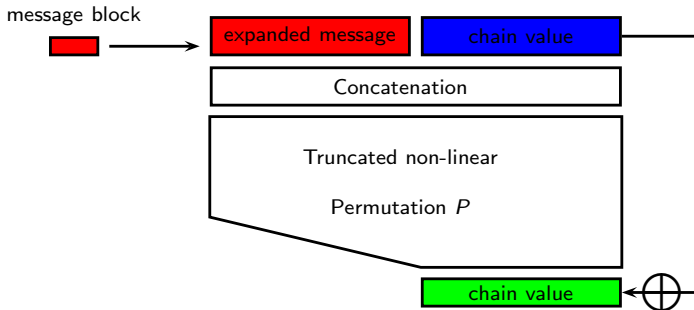 message block
expanded message
chain value
Concatenation
Truncated non-linear
Permutation P
chain value